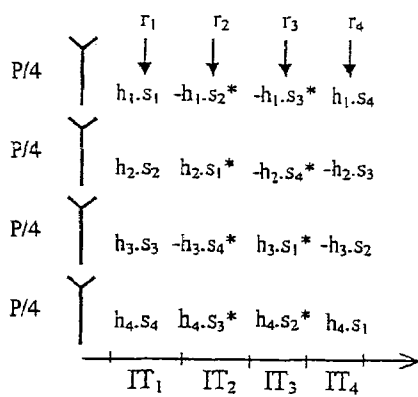 r₁ r₂ r₃ r₄
P/4 h₁.s₁ -h₁.s₂* -h₁.s₃* h₁.s₄
P/4 h₂.s₂ h₂.s₁* -h₂.s₄* -h₂.s₃
P/4 h₃.s₃ -h₃.s₄* h₃.s₁* -h₃.s₂
P/4 h₄.s₄ h₄.s₃* h₄.s₂* h₄.s₁
IT₁ IT₂ IT₃ IT₄